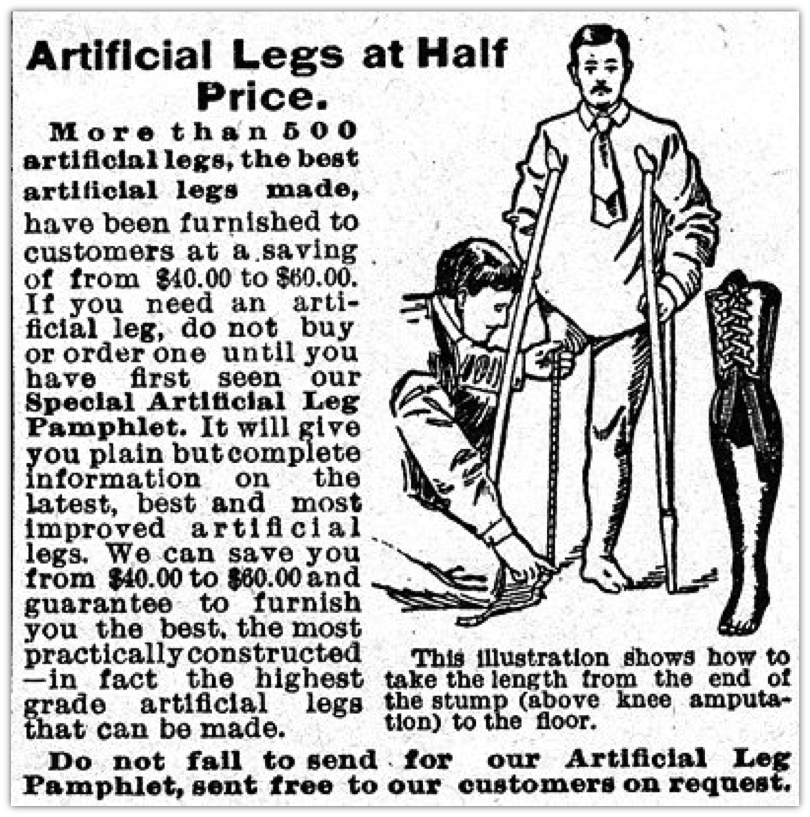 Artificial Legs at Half
Price.
More than 500
artificial legs, the best
artificial legs made,
have been furnished to
customers at a saving
of from $40.00 to $60.00.
If you need an arti-
ficial leg, do not buy
or order one until you
have first seen our
Special Artificial Leg
Pamphlet. It will give
you plain but complete
information on the
latest, best and most
improved artificial
legs. We can save you
from $40.00 to $60.00 and
guarantee to furnish
you the best, the most
practically constructed
—in fact the highest
grade artificial legs
that can be made.
This illustration shows how to
take the length from the end of
the stump (above knee amputa-
tion) to the floor.
Do not fail to send for our Artificial Leg
Pamphlet, sent free to our customers on request.